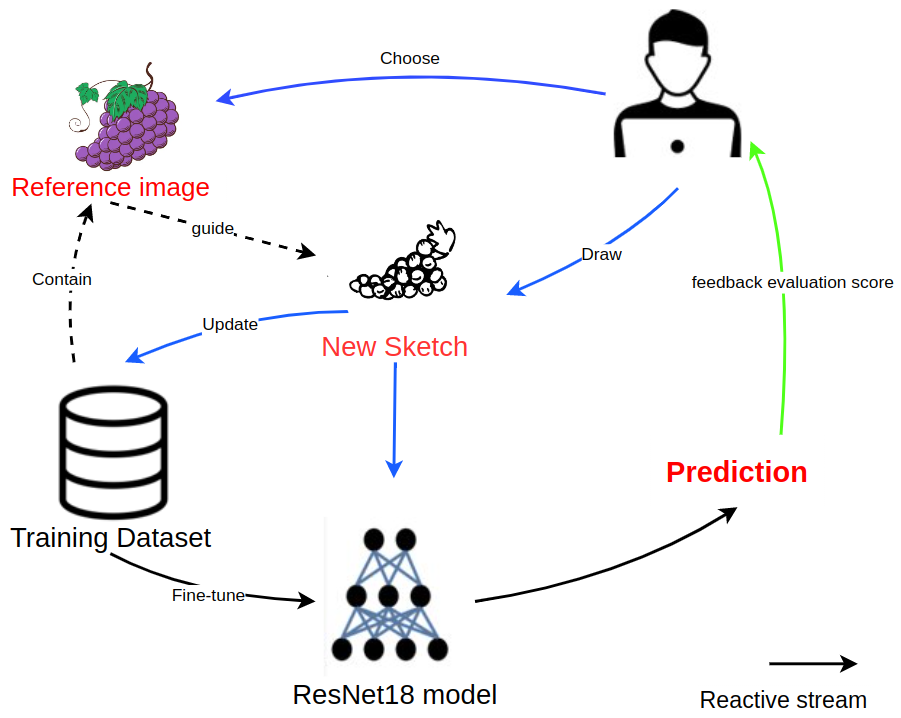 Choose
Reference image
guide
Contain
Draw
feedback evaluation score
Update
New Sketch
Prediction
Training Dataset
Fine-tune
ResNet18 model
Reactive stream